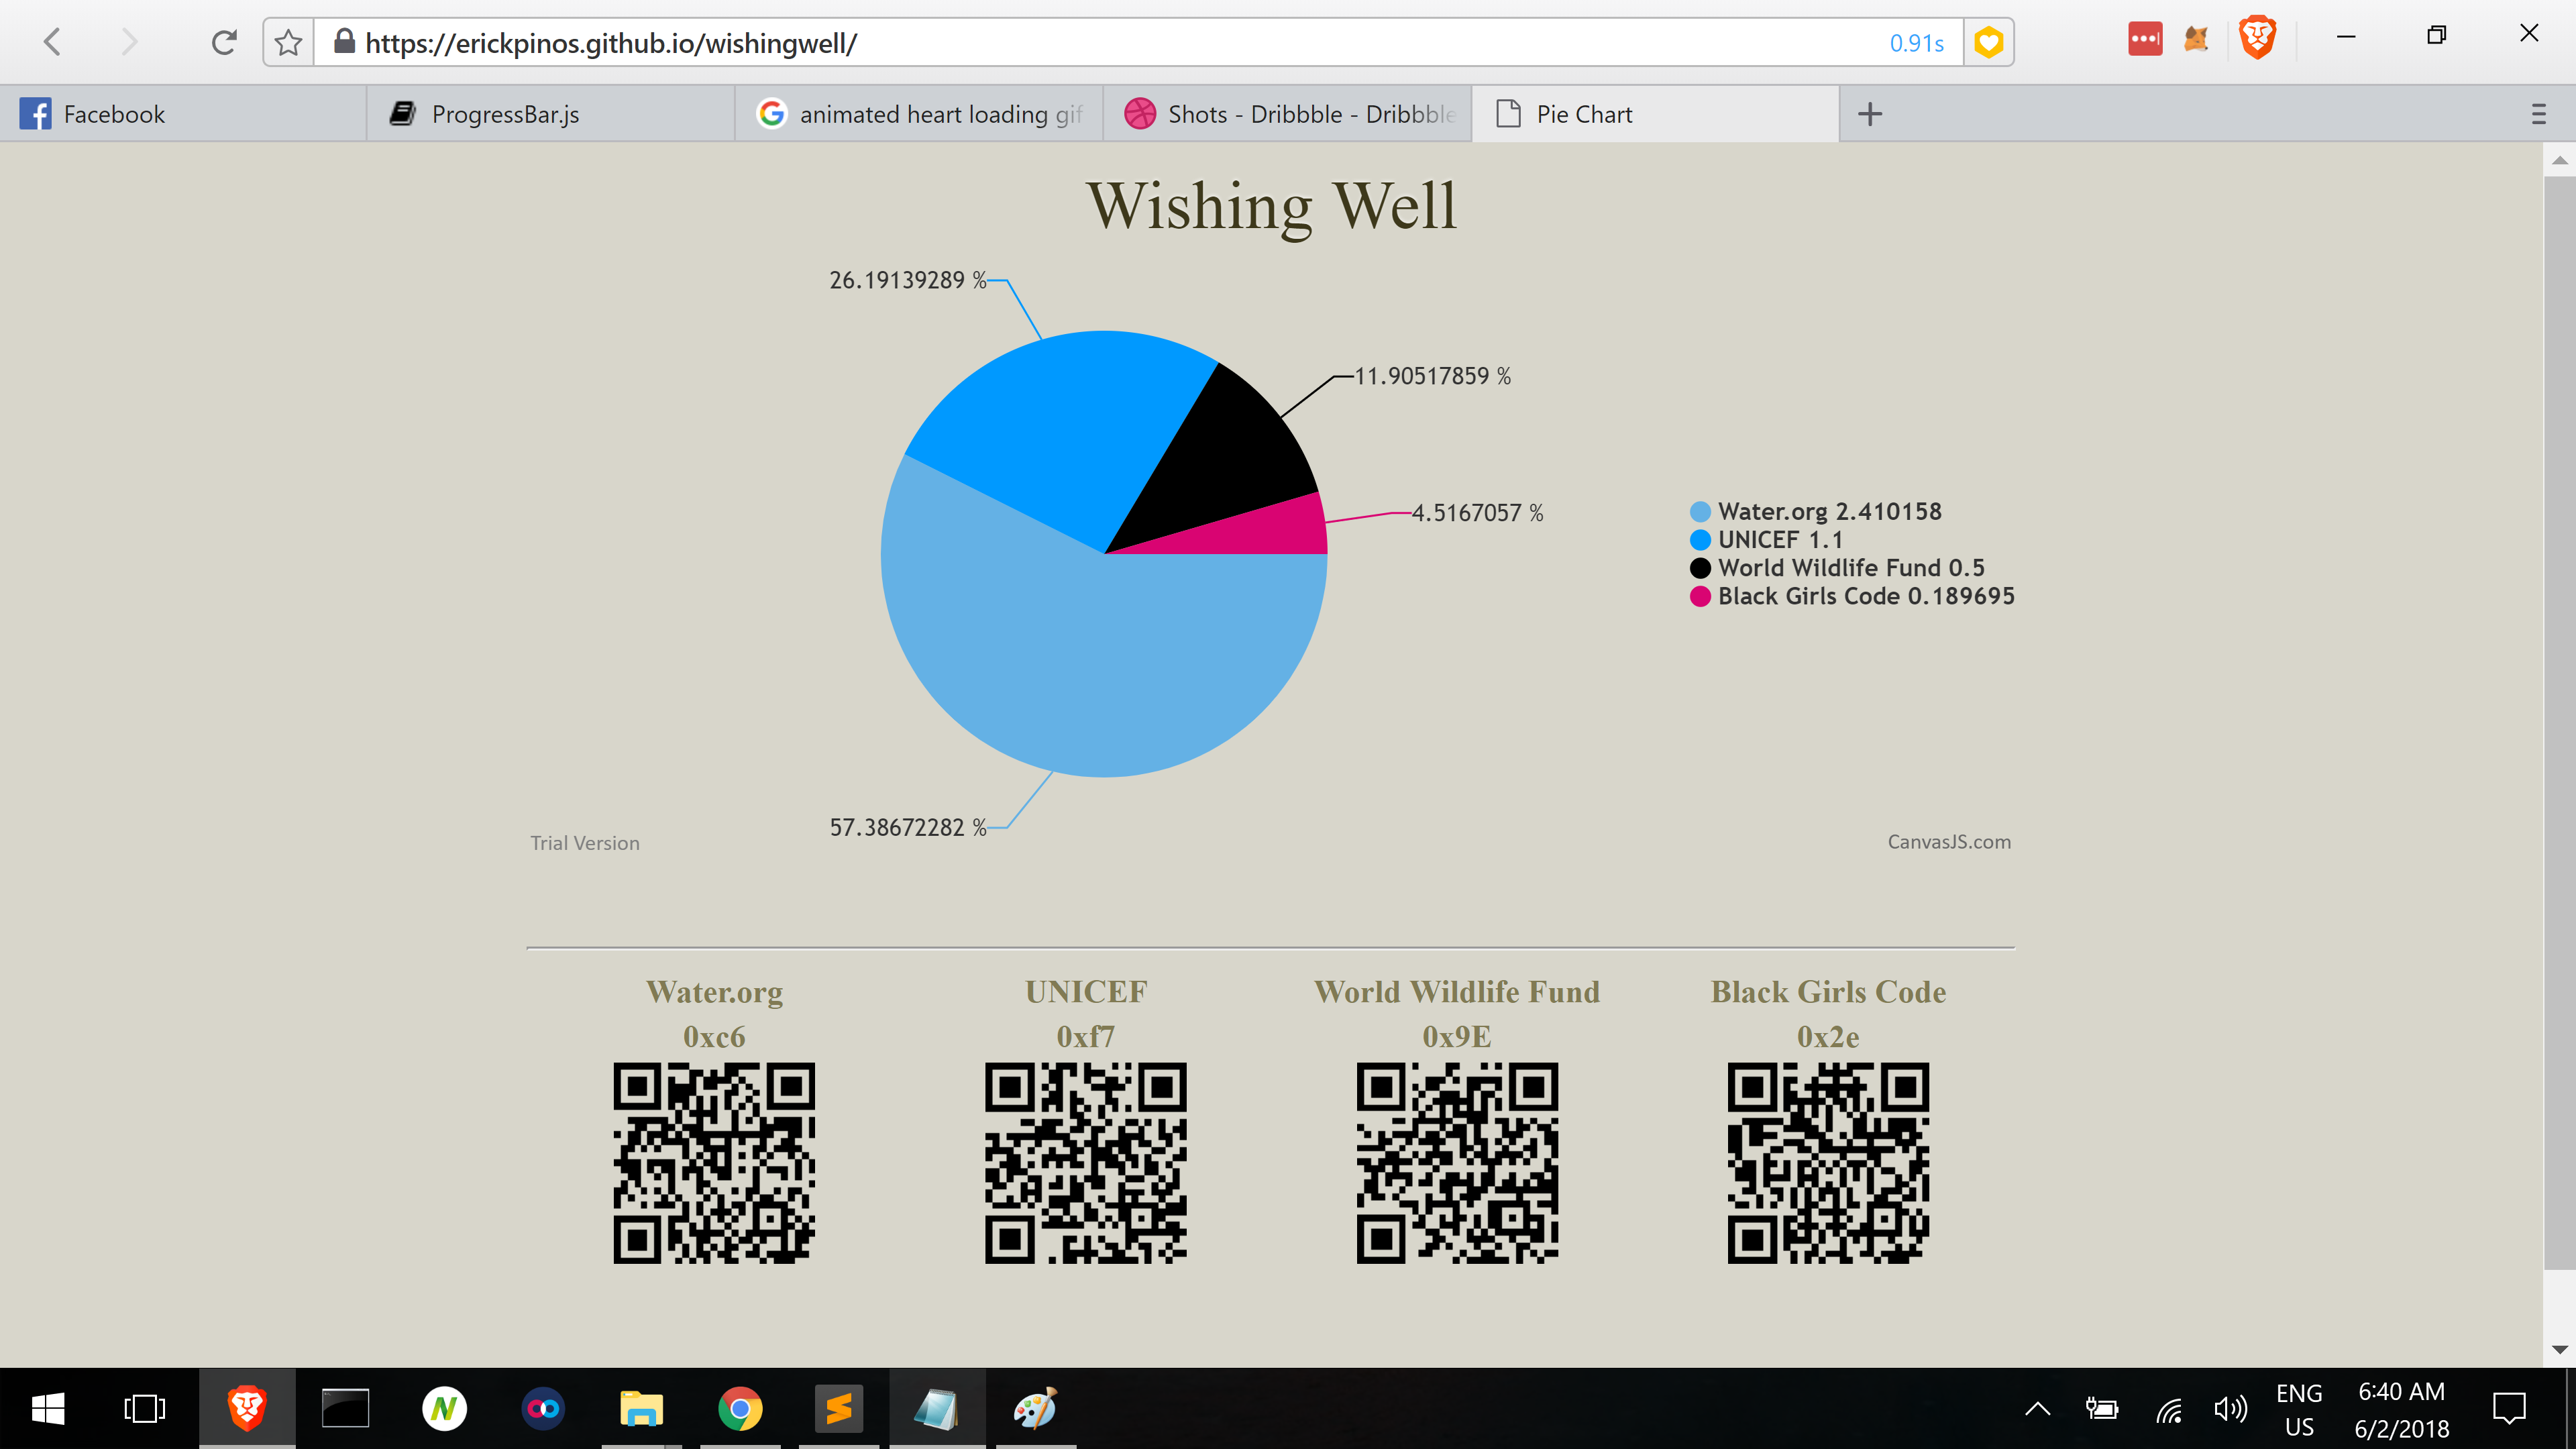 https://erickpinos.github.io/wishingwell/
0.91s
Facebook
ProgressBar.js
animated heart loading gif
Shots - Dribbble - Dribbble
Pie Chart
Wishing Well
26.19139289 %
11.90517859 %
4.5167057 %
57.38672282 %
Water.org 2.410158
UNICEF 1.1
World Wildlife Fund 0.5
Black Girls Code 0.189695
Trial Version
CanvasJS.com
Water.org
0xc6
UNICEF
0xf7
World Wildlife Fund
0x9E
Black Girls Code
0x2e
ENG
US
6:40 AM
6/2/2018